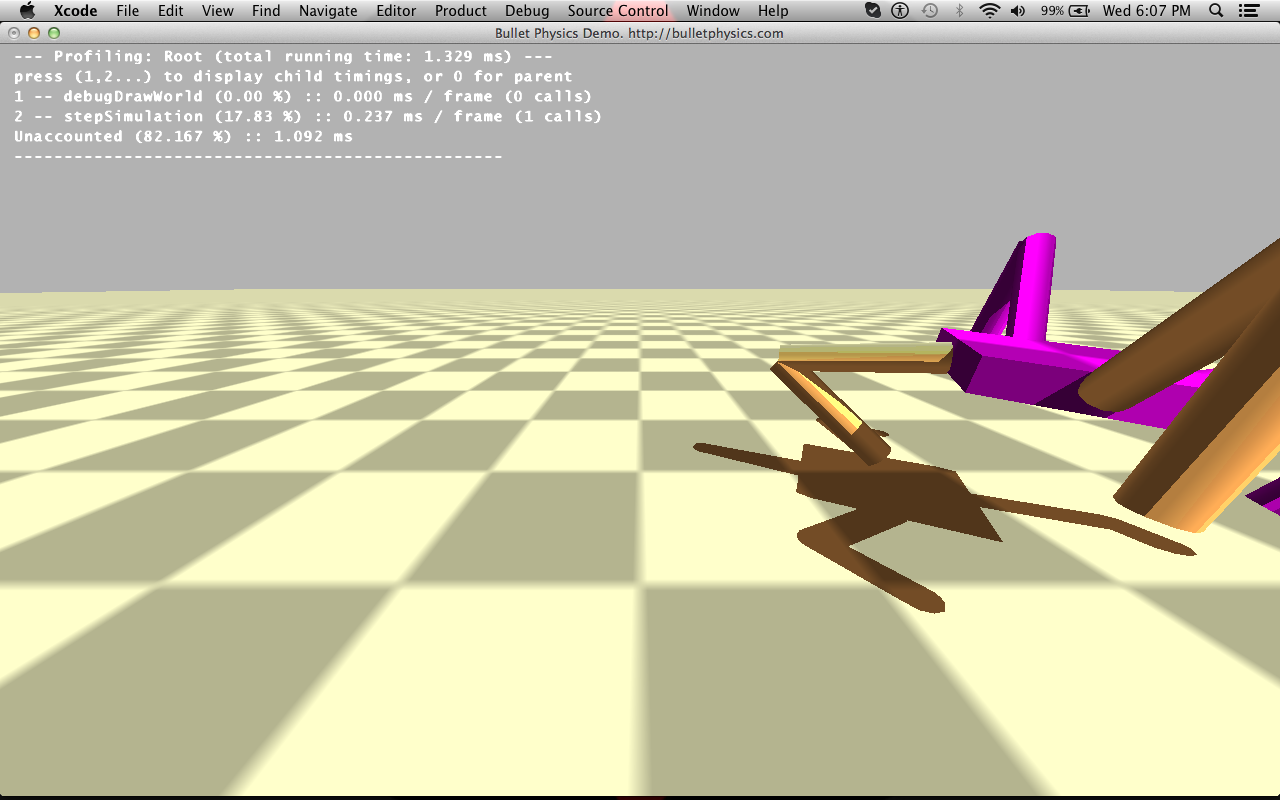 Xcode File Edit View Find Navigate Editor Product Debug Source Control Window Help 99% Wed 6:07 PM
Bullet Physics Demo. http://bulletphysics.com
--- Profiling: Root (total running time: 1.329 ms) ---
press (1,2...) to display child timings, or 0 for parent
1 -- debugDrawWorld (0.00 %) :: 0.000 ms / frame (0 calls)
2 -- stepSimulation (17.83 %) :: 0.237 ms / frame (1 calls)
Unaccounted (82.167 %) :: 1.092 ms
-------------------------------------------------